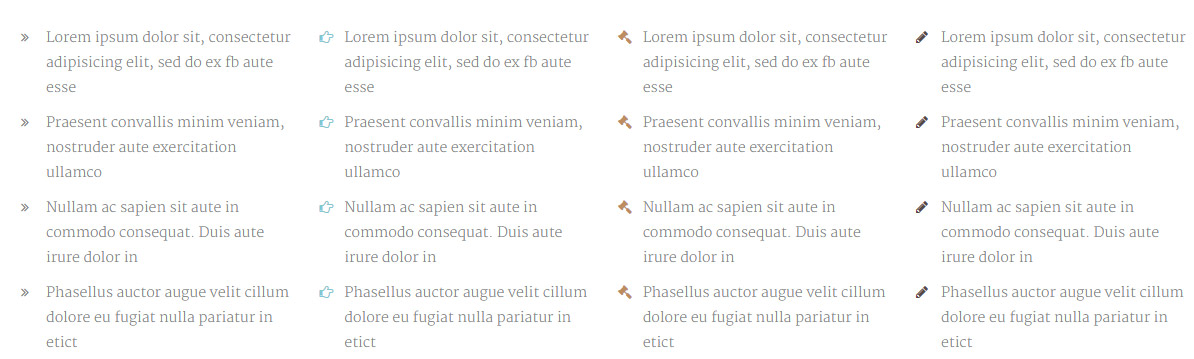 » Lorem ipsum dolor sit, consectetur
adipisicing elit, sed do ex fb aute
esse
» Praesent convallis minim veniam,
nostruder aute exercitation
ullamco
» Nullam ac sapien sit aute in
commodo consequat. Duis aute
irure dolor in
» Phasellus auctor augue velit cillum
dolore eu fugiat nulla pariatur in
etict
Lorem ipsum dolor sit, consectetur
adipisicing elit, sed do ex fb aute
esse
Praesent convallis minim veniam,
nostruder aute exercitation
ullamco
Nullam ac sapien sit aute in
commodo consequat. Duis aute
irure dolor in
Phasellus auctor augue velit cillum
dolore eu fugiat nulla pariatur in
etict
Lorem ipsum dolor sit, consectetur
adipisicing elit, sed do ex fb aute
esse
Praesent convallis minim veniam,
nostruder aute exercitation
ullamco
Nullam ac sapien sit aute in
commodo consequat. Duis aute
irure dolor in
Phasellus auctor augue velit cillum
dolore eu fugiat nulla pariatur in
etict
Lorem ipsum dolor sit, consectetur
adipisicing elit, sed do ex fb aute
esse
Praesent convallis minim veniam,
nostruder aute exercitation
ullamco
Nullam ac sapien sit aute in
commodo consequat. Duis aute
irure dolor in
Phasellus auctor augue velit cillum
dolore eu fugiat nulla pariatur in
etict